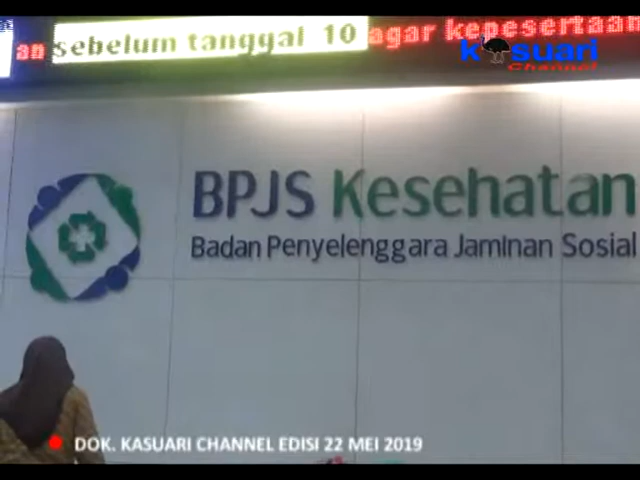 an sebelum tanggal 10 agar kepesertaan
kasuari
Channel
BPJS Kesehatan
Badan Penyelenggara Jaminan Sosial
DOK. KASUARI CHANNEL EDISI 22 MEI 2019